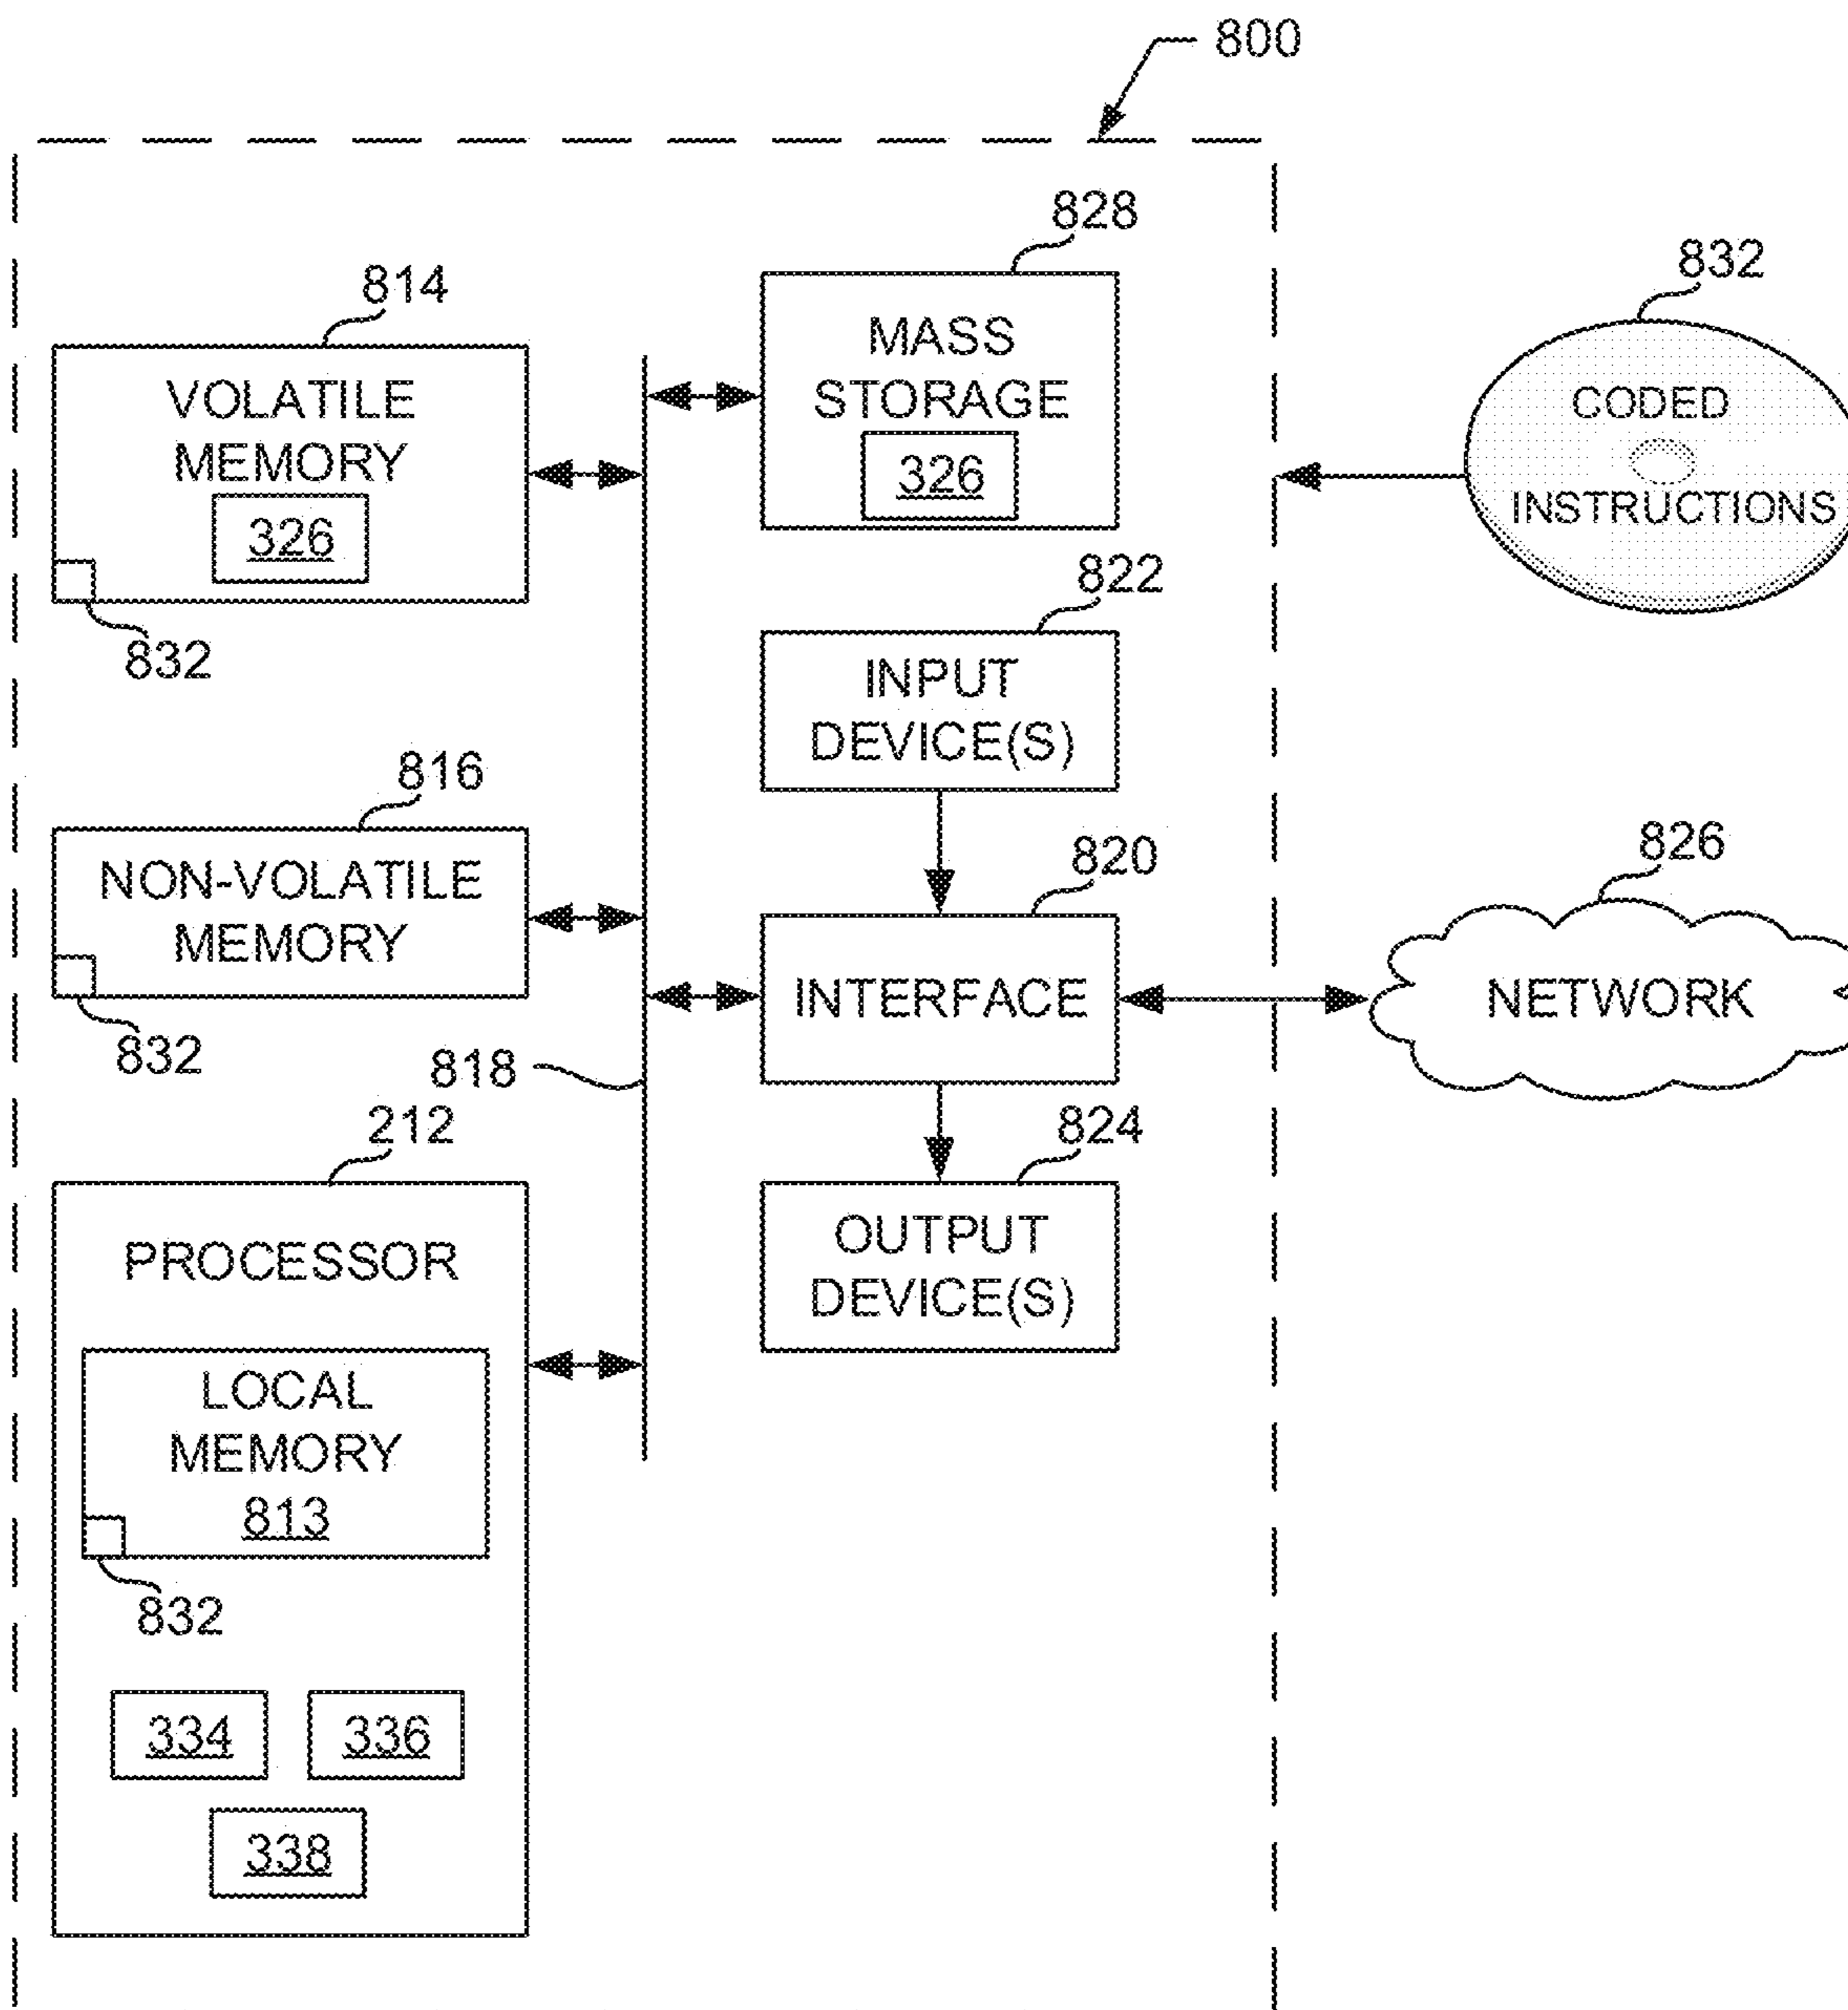 800
828
MASS
STORAGE
326
832
CODED
INSTRUCTIONS
814
VOLATILE
MEMORY
326
832
822
INPUT
DEVICE(S)
816
NON-VOLATILE
MEMORY
832
820
INTERFACE
826
NETWORK
818
212
PROCESSOR
LOCAL
MEMORY
813
832
334
336
338
824
OUTPUT
DEVICE(S)